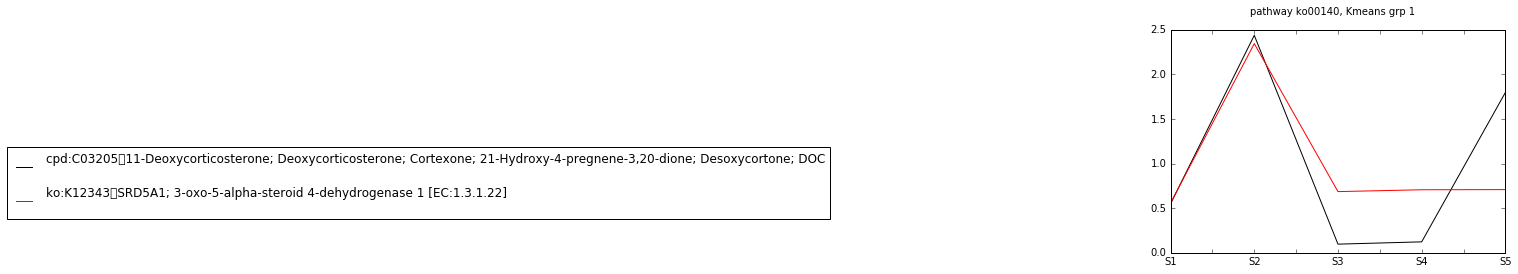 pathway ko00140, Kmeans grp 1
cpd:C03205▯11-Deoxycorticosterone; Deoxycorticosterone; Cortexone; 21-Hydroxy-4-pregnene-3,20-dione; Desoxycortone; DOC
ko:K12343▯SRD5A1; 3-oxo-5-alpha-steroid 4-dehydrogenase 1 [EC:1.3.1.22]
2.5
2.0
1.5
1.0
0.5
0.0
S1 S2 S3 S4 S5